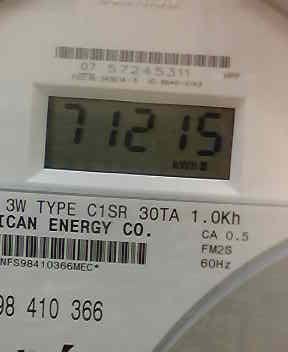 07 57245311
71215
kWh
3W TYPE C1SR 30TA 1.0Kh
ICAN ENERGY CO.
CA 0.5
FM2S
NFS98410366MEC*
60Hz
98 410 366